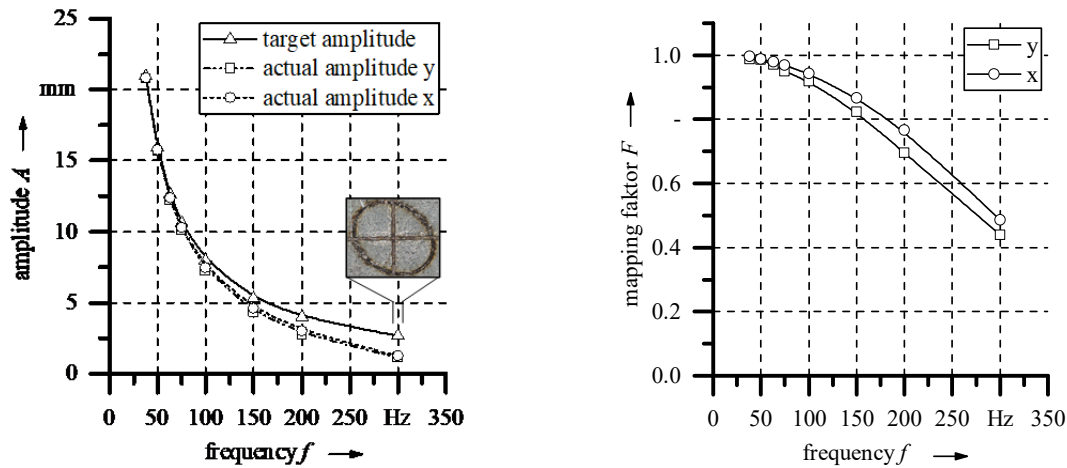 25
mm
15
10
5
0
amplitude A
target amplitude
actual amplitude y
actual amplitude x
0 50 100 150 200 250 Hz 350
frequency f
1.0
-
0.6
0.4
0.2
0.0
mapping faktor F
y
x
0 50 100 150 200 250 Hz 350
frequency f